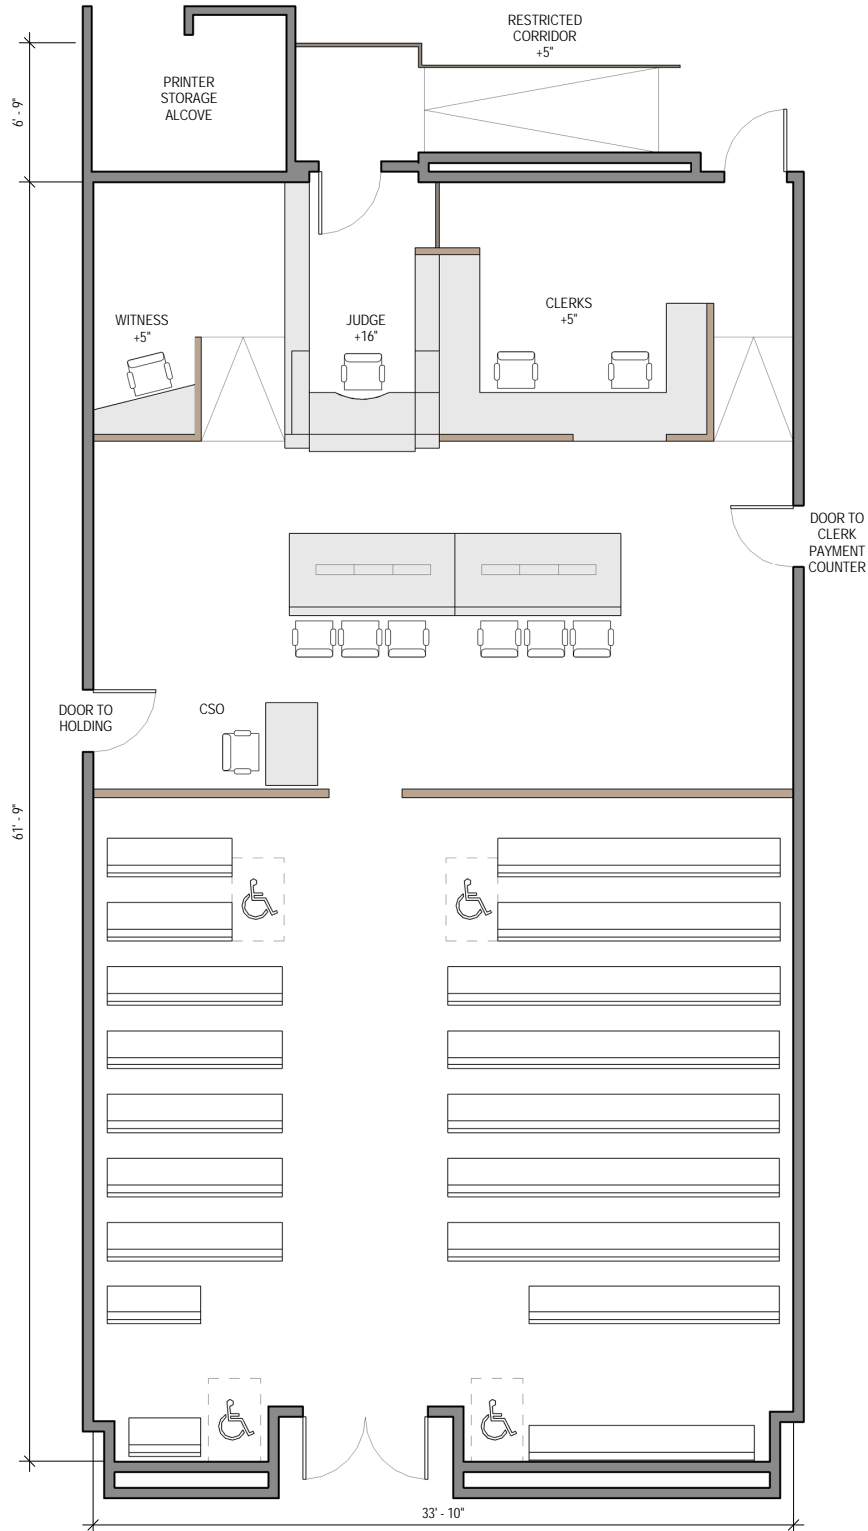 RESTRICTED
CORRIDOR
+5"
PRINTER
STORAGE
ALCOVE
6' - 9"
WITNESS
+5"
JUDGE
+16"
CLERKS
+5"
DOOR TO
CLERK
PAYMENT
COUNTER
DOOR TO
HOLDING
CSO
61' - 9"
33' - 10"